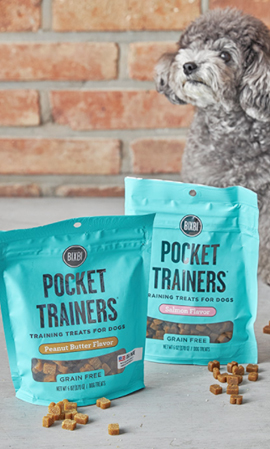 BIXBI
POCKET
TRAINERS
TRAINING TREATS FOR DOGS
Peanut Butter Flavor
GRAIN FREE
BIXBI
POCKET
TRAINERS
TRAINING TREATS FOR DOGS
Salmon Flavor
GRAIN FREE